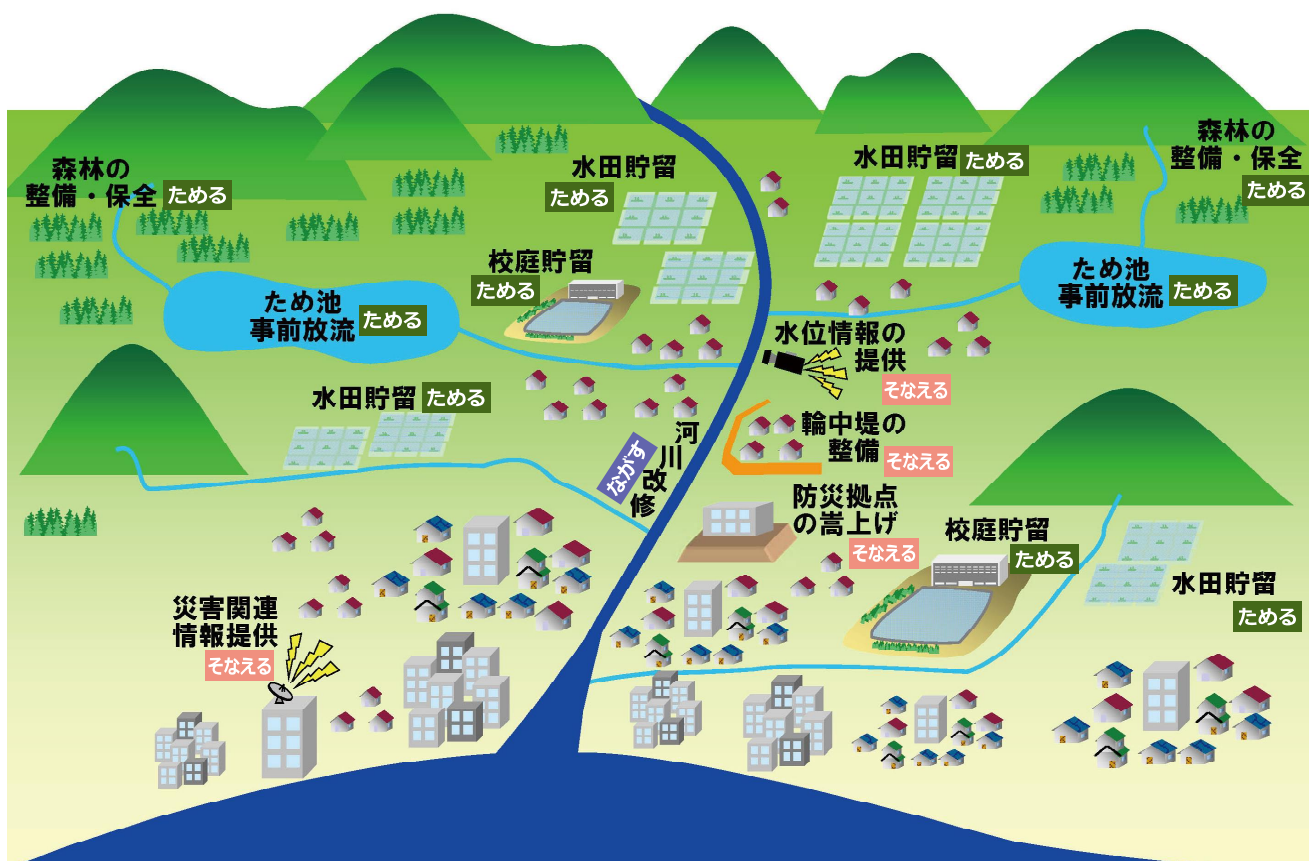 森林の
整備・保全 ためる
水田貯留
ためる
水田貯留 ためる
森林の
整備・保全
ためる
校庭貯留
ためる
ため池
事前放流 ためる
ため池
事前放流 ためる
水位情報の
提供
そなえる
水田貯留 ためる
輪中堤の
整備 そなえる
河川改修
ながす
防災拠点
の嵩上げ
そなえる
校庭貯留
ためる
水田貯留
ためる
災害関連
情報提供
そなえる